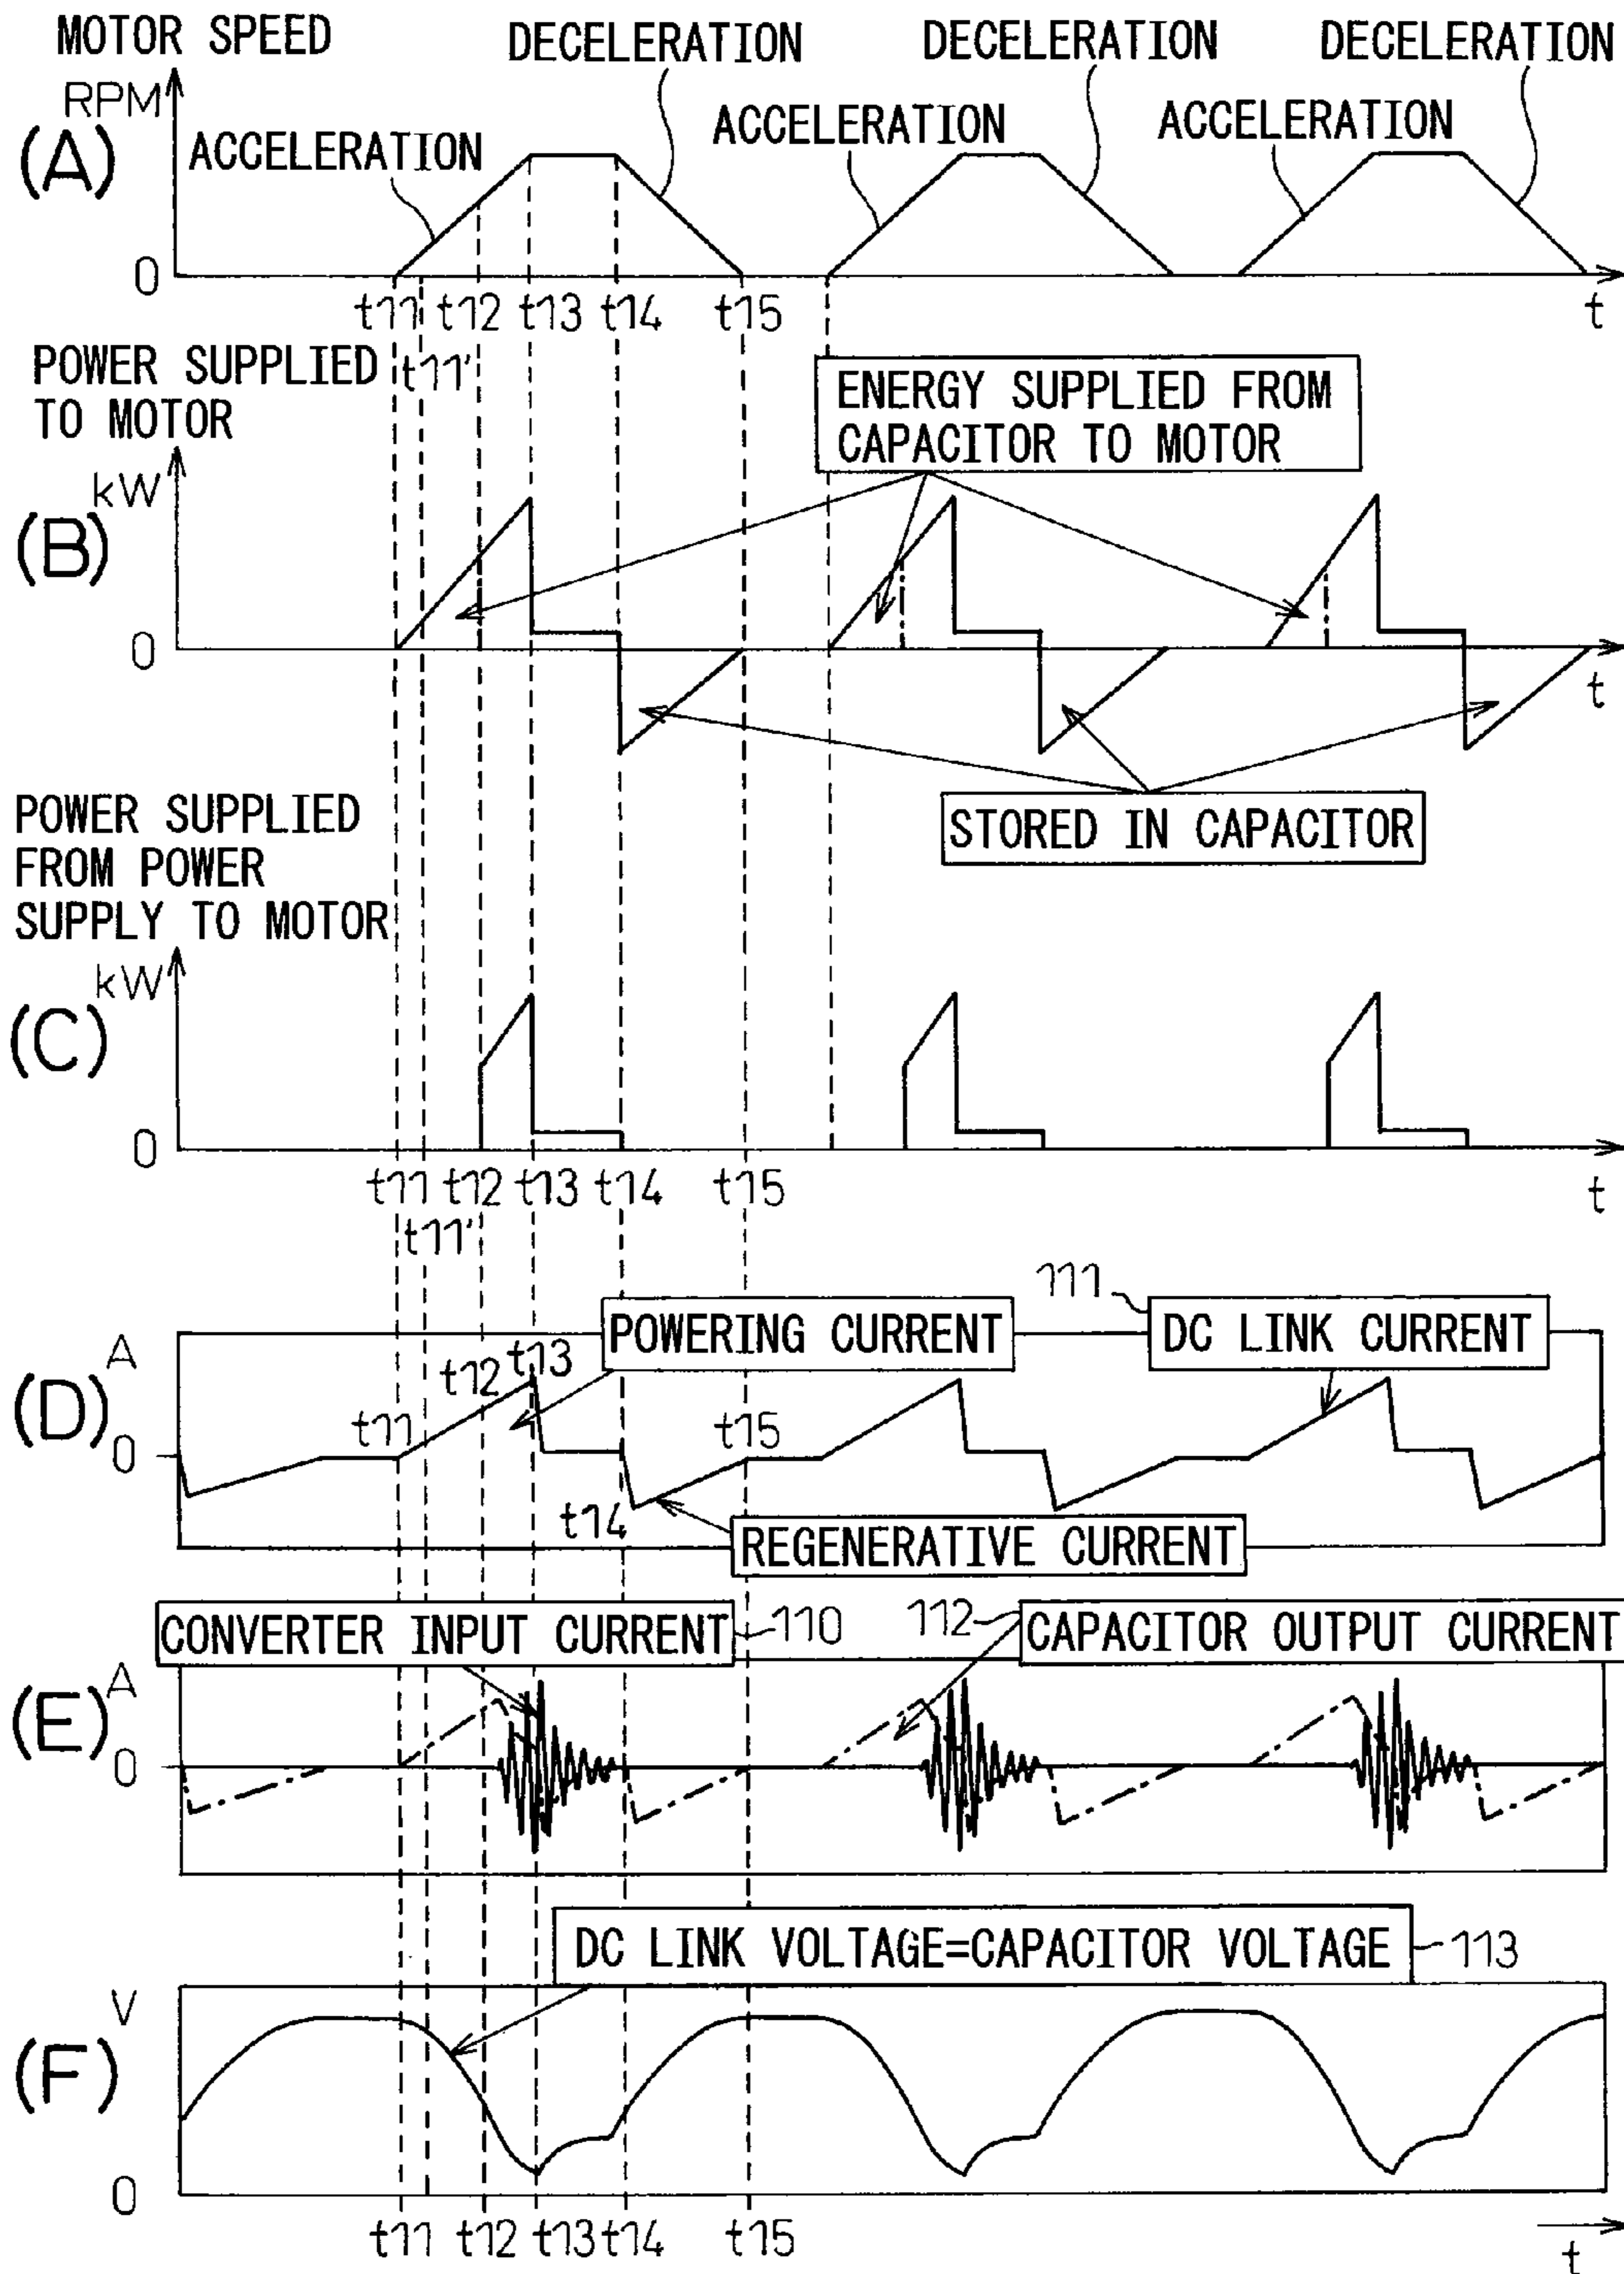 MOTOR SPEED
DECELERATION
DECELERATION
DECELERATION
RPM
ACCELERATION
ACCELERATION
ACCELERATION
(A)
0
t11
t12
t13
t14
t15
t
t11'
POWER SUPPLIED
TO MOTOR
ENERGY SUPPLIED FROM
CAPACITOR TO MOTOR
kW
(B)
0
t
STORED IN CAPACITOR
POWER SUPPLIED
FROM POWER
SUPPLY TO MOTOR
kW
(C)
0
t11
t12
t13
t14
t15
t
t11'
111
A
POWERING CURRENT
DC LINK CURRENT
(D)
t13
t12
t11
t15
0
t14
REGENERATIVE CURRENT
CONVERTER INPUT CURRENT
110
112
CAPACITOR OUTPUT CURRENT
A
(E)
0
DC LINK VOLTAGE=CAPACITOR VOLTAGE
113
V
(F)
0
t11
t12
t13
t14
t15
t